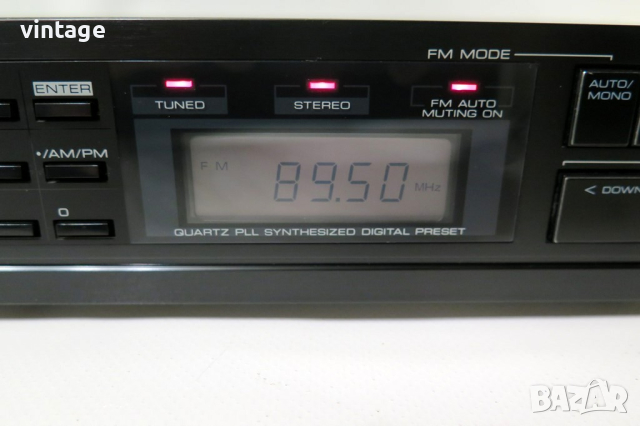 vintage
FM MODE
ENTER
TUNED
STEREO
FM AUTO
MUTING ON
AUTO/
MONO
•/AM/PM
FM
89.50 MHz
0
< DOWN
QUARTZ PLL SYNTHESIZED DIGITAL PRESET
BAZAR